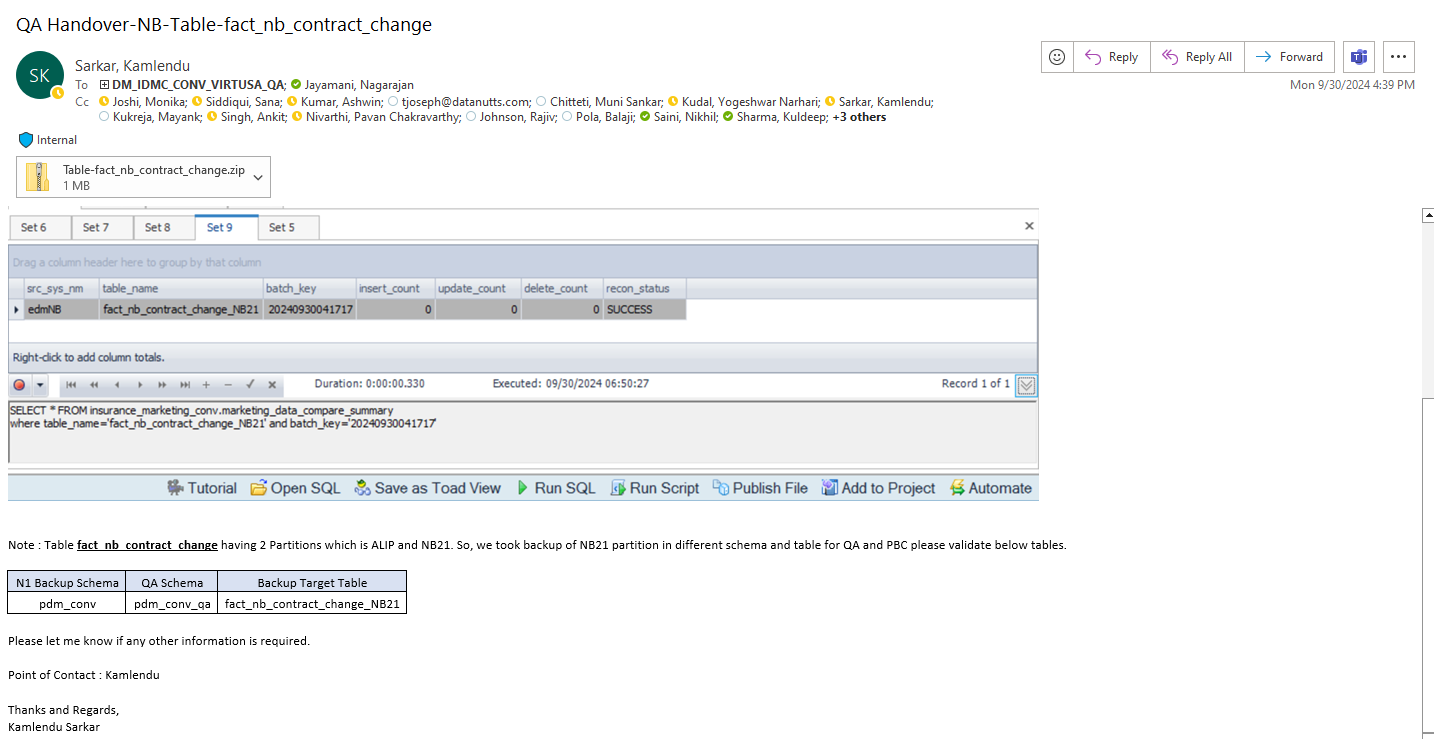 QA Handover-NB-Table-fact_nb_contract_change
SK
Sarkar, Kamlendu
Reply
Reply All
Forward
To DM_IDMC_CONV_VIRTUSA_QA; Jayamani, Nagarajan
Mon 9/30/2024 4:39 PM
Cc Joshi, Monika; Siddiqui, Sana; Kumar, Ashwin; tjoseph@datanutts.com; Chitteti, Muni Sankar; Kudal, Yogeshwar Narhari; Sarkar, Kamlendu;
Kukreja, Mayank; Singh, Ankit; Nivarthi, Pavan Chakravarthy; Johnson, Rajiv; Pola, Balaji; Saini, Nikhil; Sharma, Kuldeep; +3 others
Internal
Table-fact_nb_contract_change.zip
1 MB
Set 6 Set 7 Set 8 Set 9 Set 5
Drag a column header here to group by that column
src_sys_nm table_name batch_key insert_count update_count delete_count recon_status
edmNB fact_nb_contract_change_NB21 20240930041717 0 0 0 SUCCESS
Right-click to add column totals.
Duration: 0:00:00.330 Executed: 09/30/2024 06:50:27 Record 1 of 1
SELECT * FROM insurance_marketing_conv.marketing_data_compare_summary
where table_name='fact_nb_contract_change_NB21' and batch_key='20240930041717'
Tutorial Open SQL Save as Toad View Run SQL Run Script Publish File Add to Project Automate
Note : Table fact_nb_contract_change having 2 Partitions which is ALIP and NB21. So, we took backup of NB21 partition in different schema and table for QA and PBC please validate below tables.
N1 Backup Schema QA Schema Backup Target Table
pdm_conv pdm_conv_qa fact_nb_contract_change_NB21
Please let me know if any other information is required.
Point of Contact : Kamlendu
Thanks and Regards,
Kamlendu Sarkar